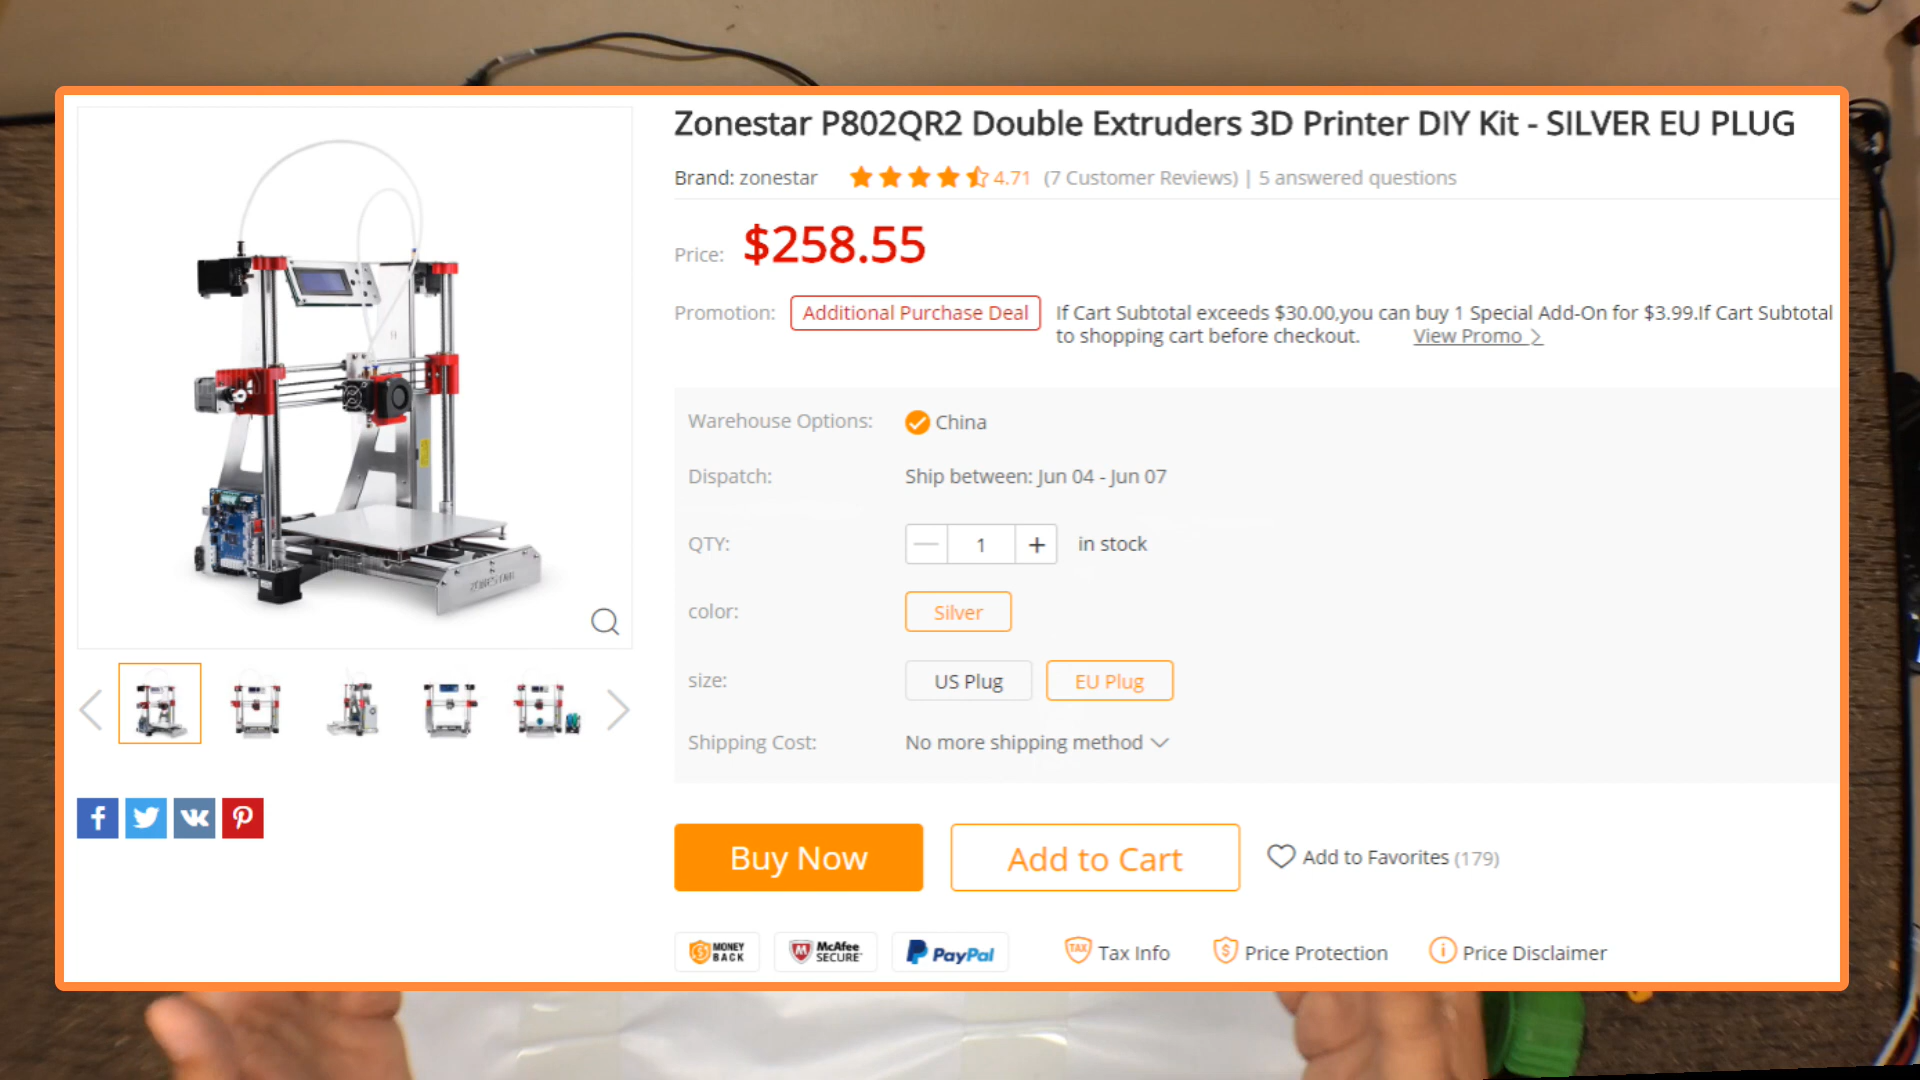 Zonestar P802QR2 Double Extruders 3D Printer DIY Kit - SILVER EU PLUG
Brand: zonestar 4.71 (7 Customer Reviews) | 5 answered questions
Price: $258.55
Promotion: Additional Purchase Deal If Cart Subtotal exceeds $30.00,you can buy 1 Special Add-On for $3.99.If Cart Subtotal
to shopping cart before checkout. View Promo >
Warehouse Options: China
Dispatch: Ship between: Jun 04 - Jun 07
QTY: — 1 + in stock
color: Silver
size: US Plug EU Plug
Shipping Cost: No more shipping method
ZONESTAR
Buy Now Add to Cart Add to Favorites (179)
MONEY BACK McAfee SECURE PayPal TAX Tax Info $ Price Protection Price Disclaimer